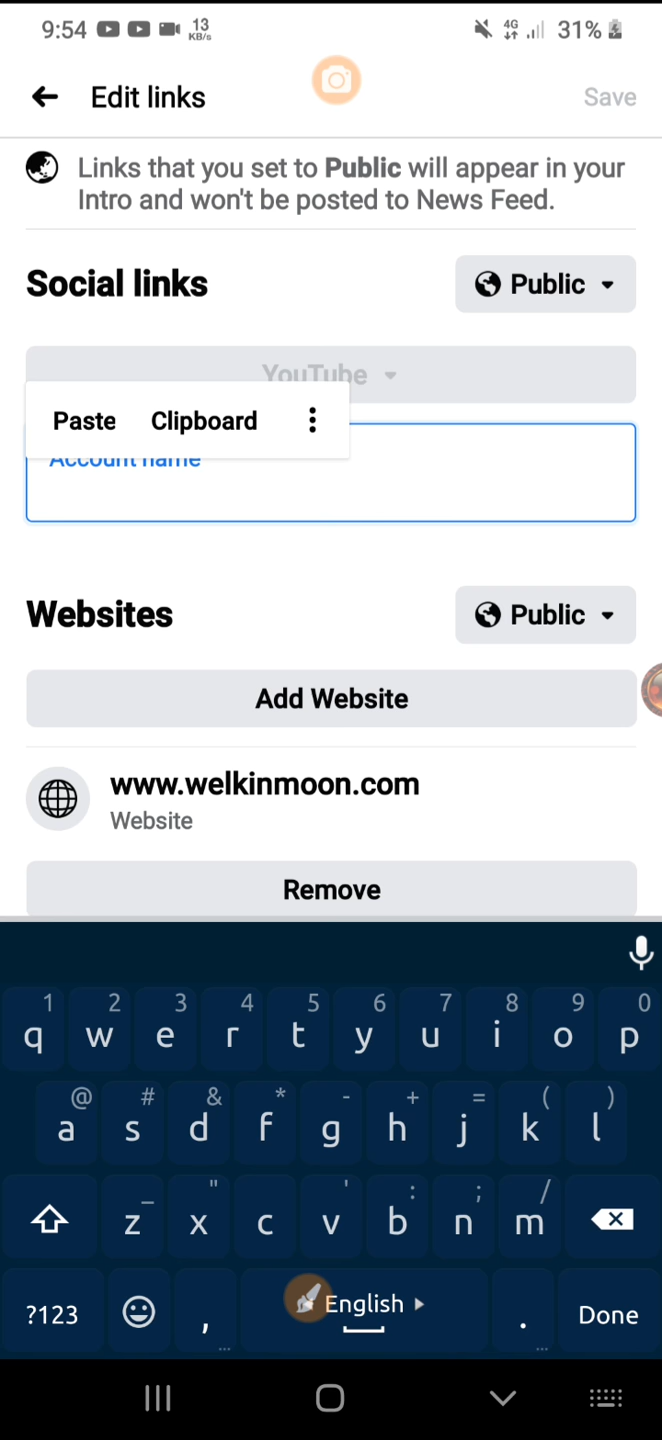 9:54 13 KB/s 4G 31%
Edit links Save
Links that you set to Public will appear in your
Intro and won't be posted to News Feed.
Social links Public
YouTube
Paste Clipboard
Account name
Websites Public
Add Website
www.welkinmoon.com
Website
Remove
1 2 3 4 5 6 7 8 9 0
q w e r t y u i o p
@ # & * - + = ( )
a s d f g h j k l
_ " ' : ; /
z x c v b n m
?123 , English . Done